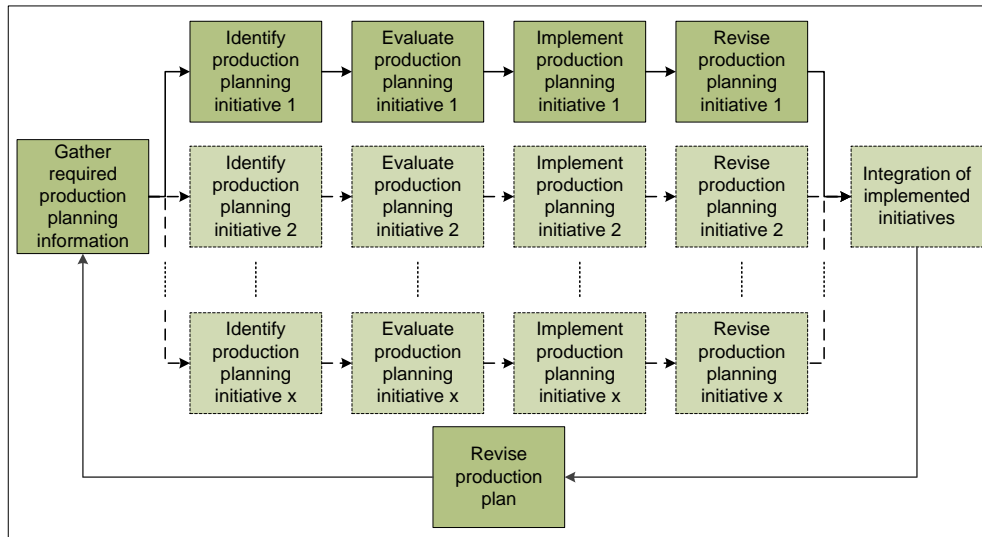 Identify
production
planning
initiative 1
Evaluate
production
planning
initiative 1
Implement
production
planning
initiative 1
Revise
production
planning
initiative 1
Gather
required
production
planning
information
Identify
production
planning
initiative 2
Evaluate
production
planning
initiative 2
Implement
production
planning
initiative 2
Revise
production
planning
initiative 2
Integration of
implemented
initiatives
Identify
production
planning
initiative x
Evaluate
production
planning
initiative x
Implement
production
planning
initiative x
Revise
production
planning
initiative x
Revise
production
plan